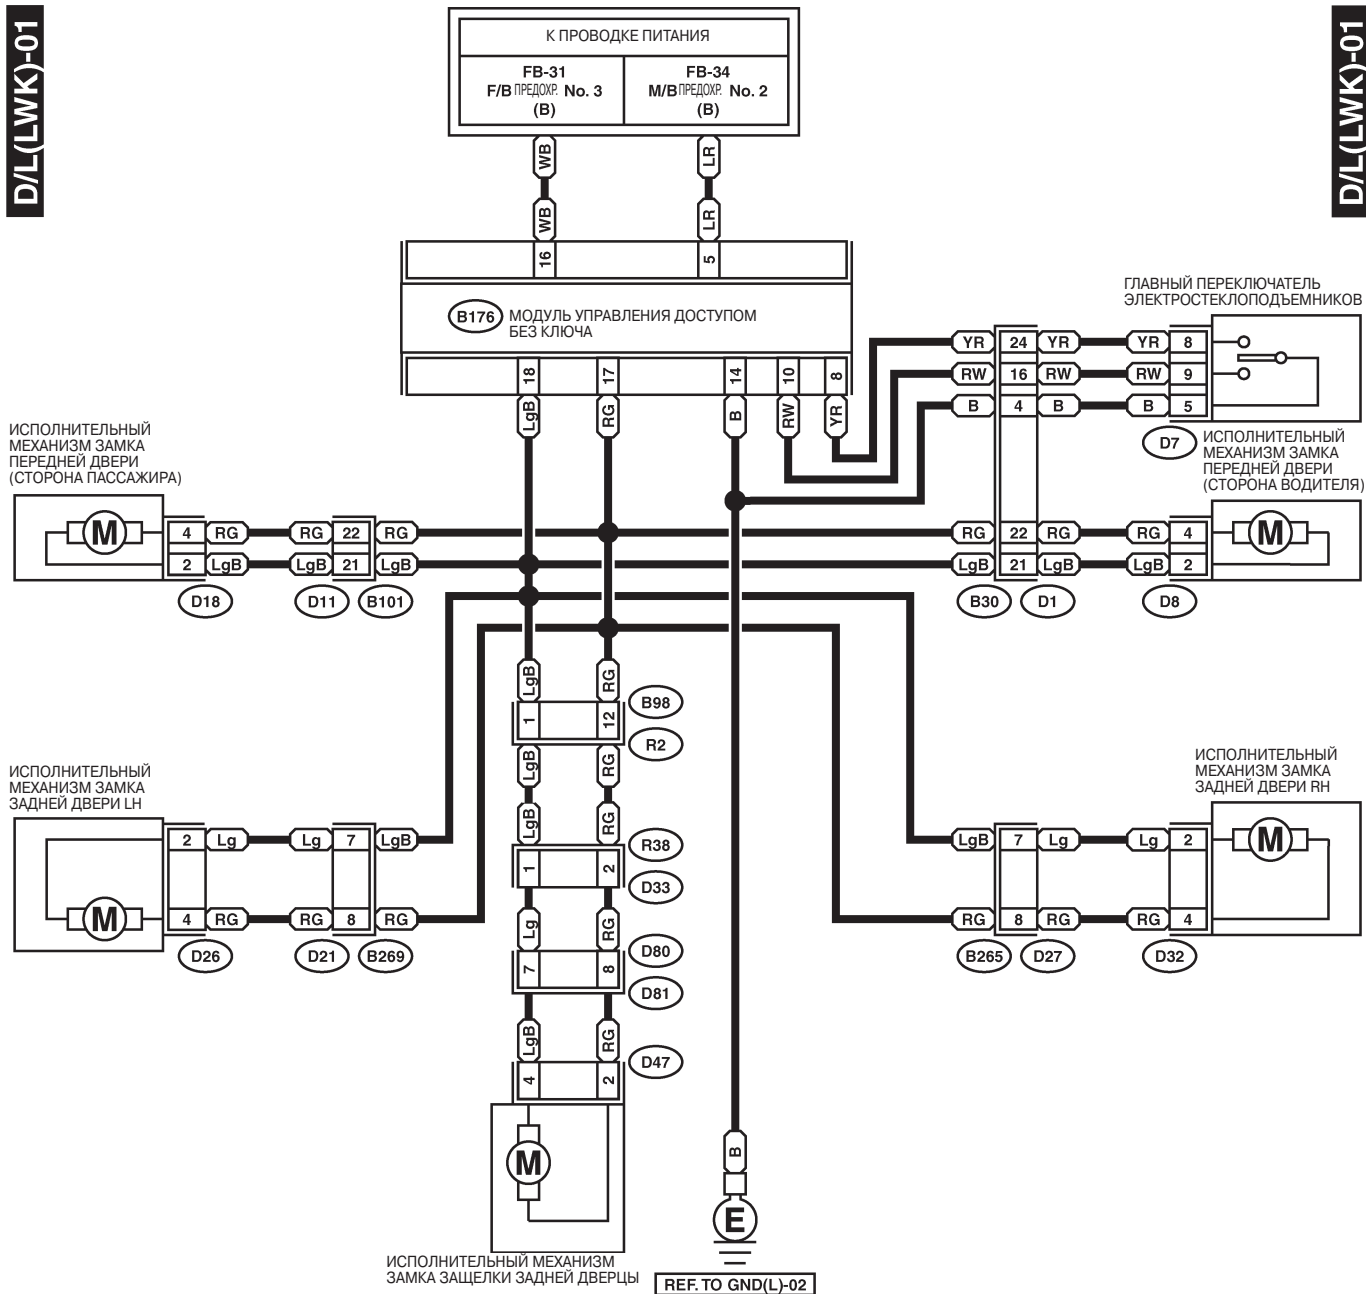 D/L(LWK)-01
D/L(LWK)-01
К ПРОВОДКЕ ПИТАНИЯ
FB-31
F/B ПРЕДОХР. No. 3
(B)
FB-34
M/B ПРЕДОХР. No. 2
(B)
WB
LR
WB
LR
16
5
B176
МОДУЛЬ УПРАВЛЕНИЯ ДОСТУПОМ
БЕЗ КЛЮЧА
18
17
14
10
8
LgB
RG
B
RW
YR
ГЛАВНЫЙ ПЕРЕКЛЮЧАТЕЛЬ
ЭЛЕКТРОСТЕКЛОПОДЪЕМНИКОВ
YR 24 YR YR 8
RW 16 RW RW 9
B 4 B B 5
D7
ИСПОЛНИТЕЛЬНЫЙ
МЕХАНИЗМ ЗАМКА
ПЕРЕДНЕЙ ДВЕРИ
(СТОРОНА ВОДИТЕЛЯ)
RG 22 RG RG 4
M
LgB 21 LgB LgB 2
B30 D1 D8
ИСПОЛНИТЕЛЬНЫЙ
МЕХАНИЗМ ЗАМКА
ПЕРЕДНЕЙ ДВЕРИ
(СТОРОНА ПАССАЖИРА)
M
4 RG RG 22 RG
2 LgB LgB 21 LgB
D18 D11 B101
LgB
RG
1
12
B98
R2
LgB
RG
LgB
RG
R38
1
2
D33
Lg
RG
D80
7
8
D81
LgB
RG
D47
4
2
M
ИСПОЛНИТЕЛЬНЫЙ МЕХАНИЗМ
ЗАМКА ЗАЩЕЛКИ ЗАДНЕЙ ДВЕРЦЫ
ИСПОЛНИТЕЛЬНЫЙ
МЕХАНИЗМ ЗАМКА
ЗАДНЕЙ ДВЕРИ LH
2 Lg Lg 7 LgB
M
4 RG RG 8 RG
D26 D21 B269
ИСПОЛНИТЕЛЬНЫЙ
МЕХАНИЗМ ЗАМКА
ЗАДНЕЙ ДВЕРИ RH
LgB 7 Lg Lg 2
M
RG 8 RG RG 4
B265 D27 D32
B
E
REF. TO GND(L)-02